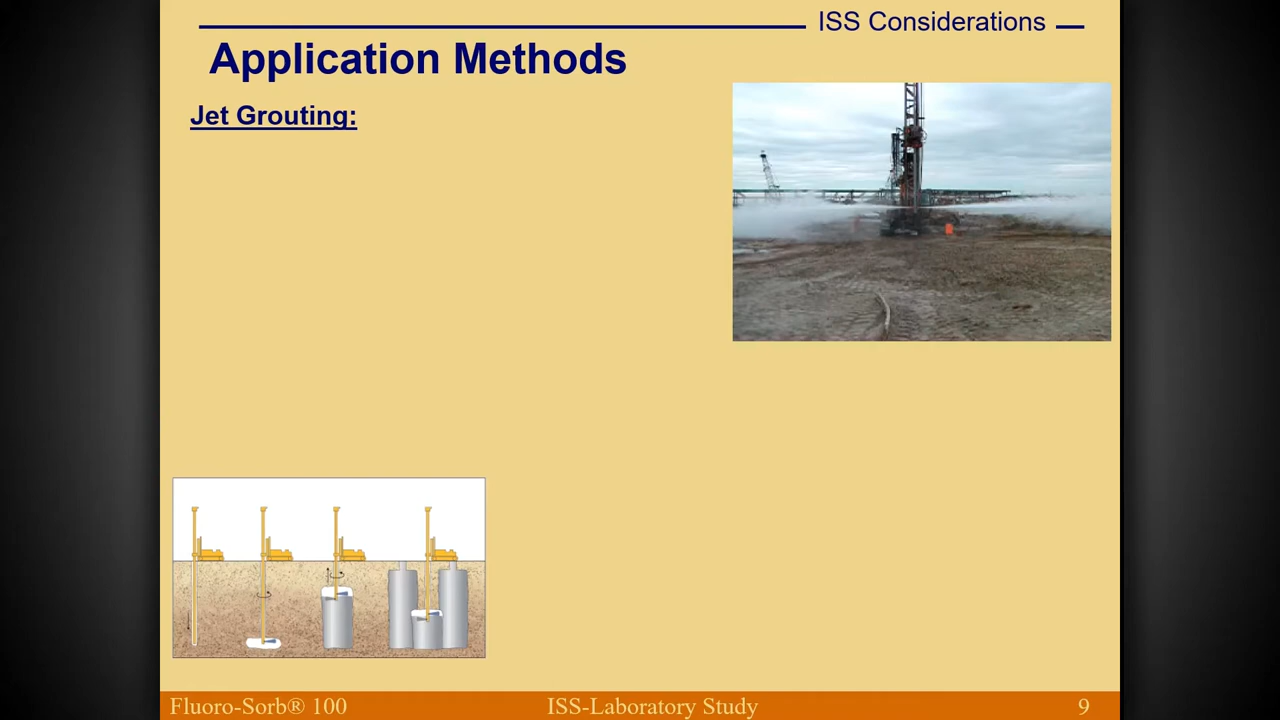 ISS Considerations
Application Methods
Jet Grouting:
Fluoro-Sorb® 100 ISS-Laboratory Study 9